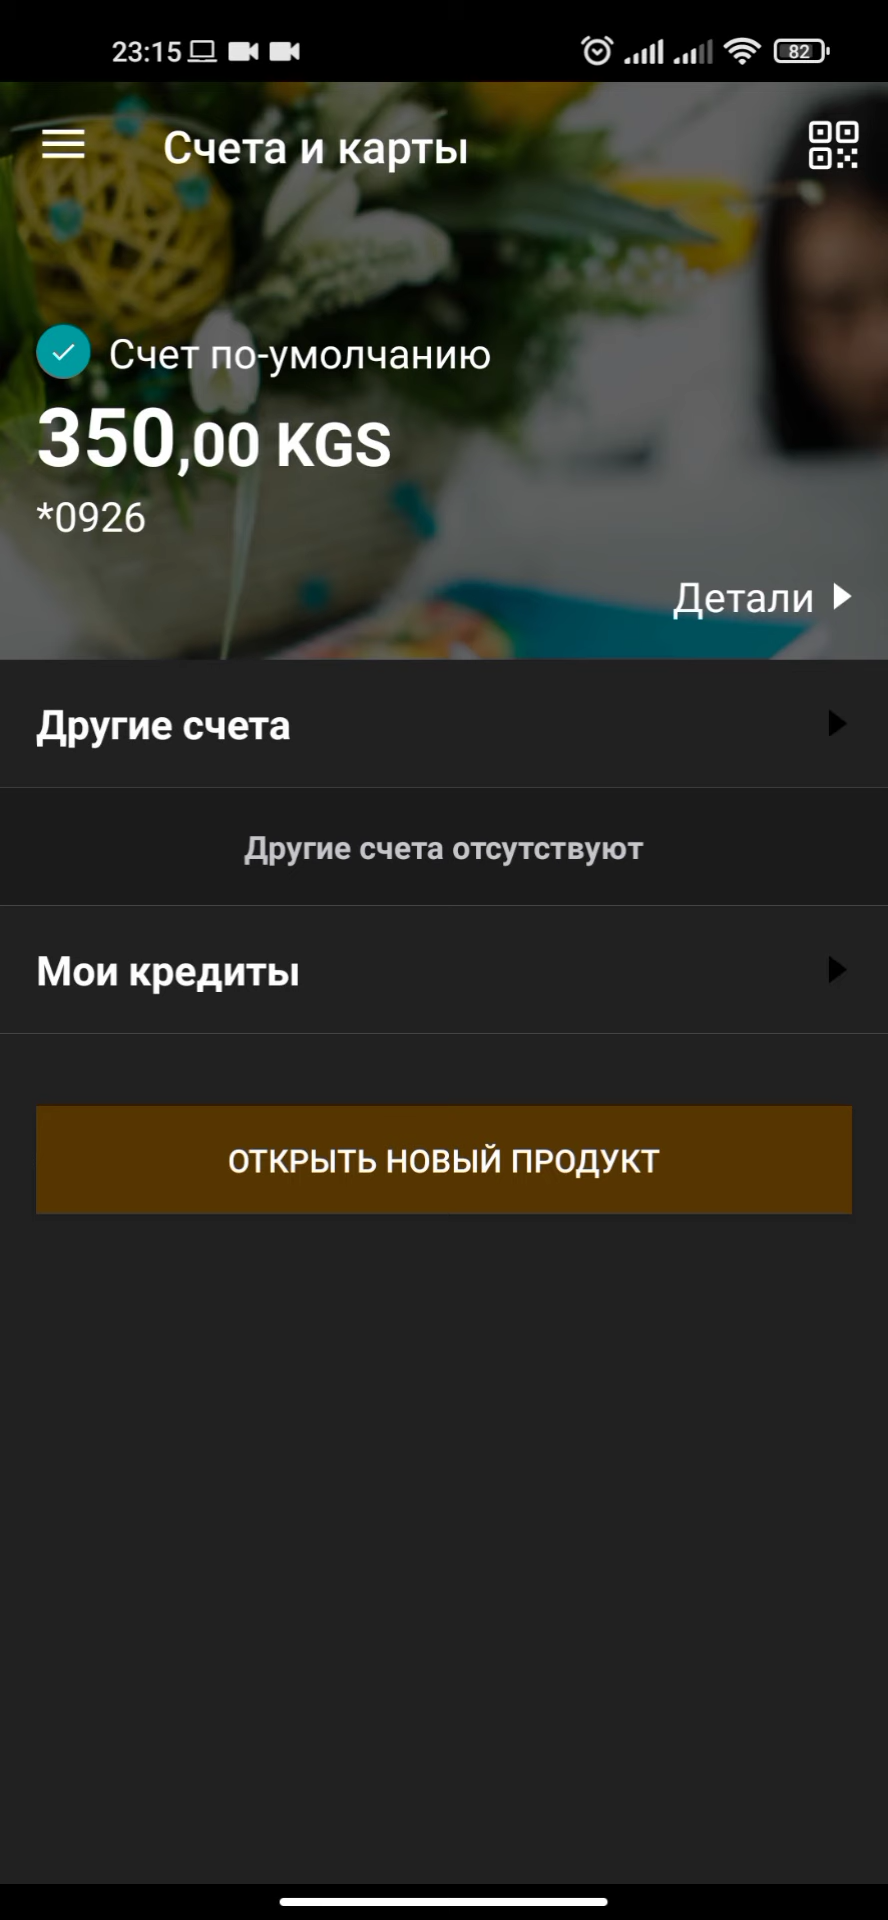 23:15
82
Счета и карты
Счет по-умолчанию
350,00 KGS
*0926
Детали
Другие счета
Другие счета отсутствуют
Мои кредиты
ОТКРЫТЬ НОВЫЙ ПРОДУКТ